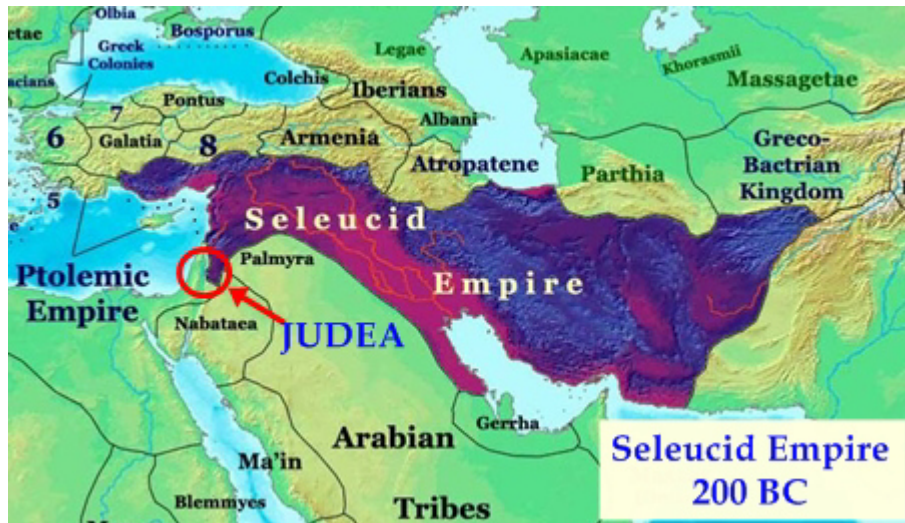 Olbia
Bosporus
Greek
Colonies
Legae
Apasiacae
Khorasmii
Massagetae
Colchis
Iberians
Pontus
7
6
Galatia
8
Armenia
Albani
Atropatene
Parthia
Greco-
Bactrian
Kingdom
5
Seleucid
Empire
Palmyra
Ptolemic
Empire
Nabataea
JUDEA
Gerrha
Arabian
Tribes
Ma'in
Blemmyes
Seleucid Empire
200 BC